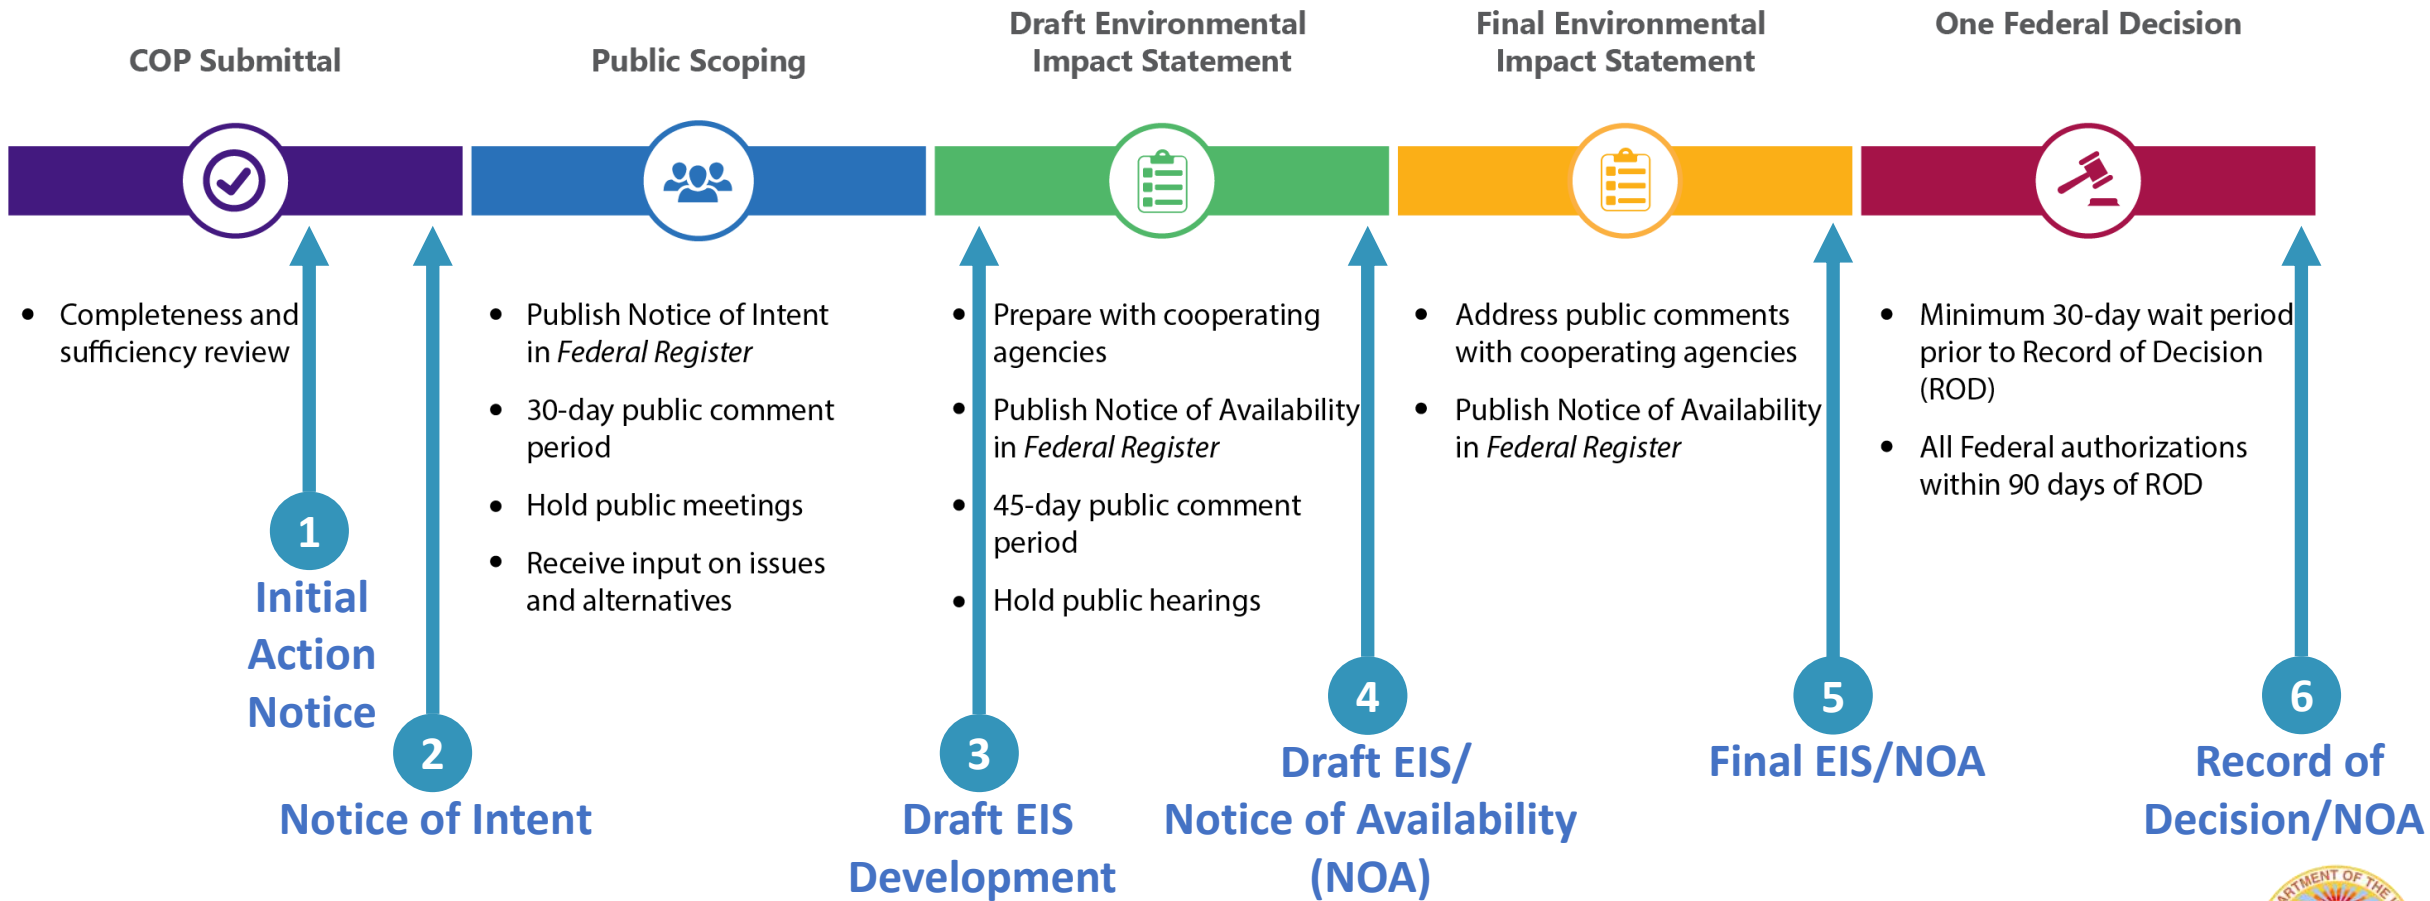 COP Submittal
Public Scoping
Draft Environmental
Impact Statement
Final Environmental
Impact Statement
One Federal Decision
• Completeness and
sufficiency review
• Publish Notice of Intent
in Federal Register
• 30-day public comment
period
• Hold public meetings
• Receive input on issues
and alternatives
• Prepare with cooperating
agencies
• Publish Notice of Availability
in Federal Register
• 45-day public comment
period
• Hold public hearings
• Address public comments
with cooperating agencies
• Publish Notice of Availability
in Federal Register
• Minimum 30-day wait period
prior to Record of Decision
(ROD)
• All Federal authorizations
within 90 days of ROD
1
Initial
Action
Notice
2
Notice of Intent
3
Draft EIS
Development
4
Draft EIS/
Notice of Availability
(NOA)
5
Final EIS/NOA
6
Record of
Decision/NOA
OF THE